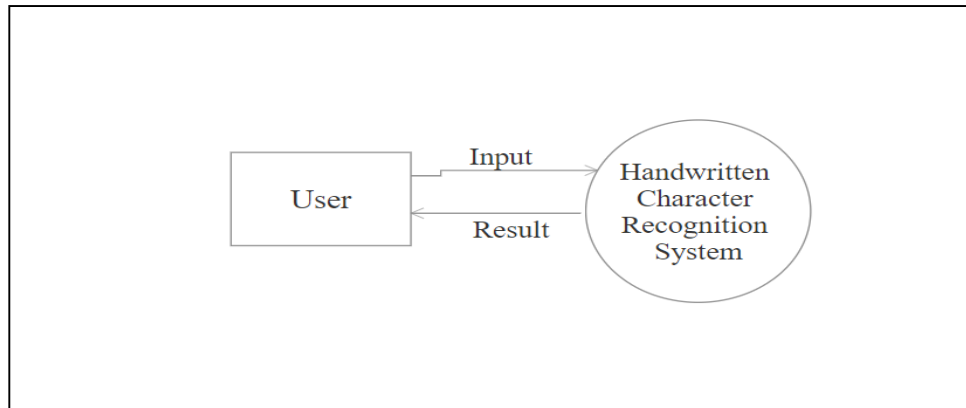 User
Input
Result
Handwritten
Character
Recognition
System